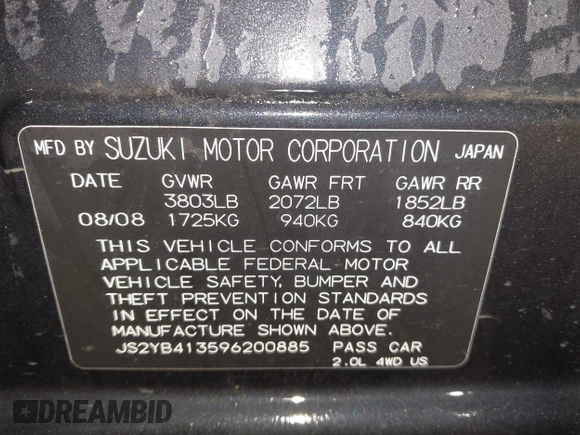 MFD BY SUZUKI MOTOR CORPORATION JAPAN
DATE GVWR GAWR FRT GAWR RR
3803LB 2072LB 1852LB
08/08 1725KG 940KG 840KG
THIS VEHICLE CONFORMS TO ALL
APPLICABLE FEDERAL MOTOR
VEHICLE SAFETY, BUMPER AND
THEFT PREVENTION STANDARDS
IN EFFECT ON THE DATE OF
MANUFACTURE SHOWN ABOVE.
JS2YB413596200885 PASS CAR
2.0L 4WD US
DREAMBID